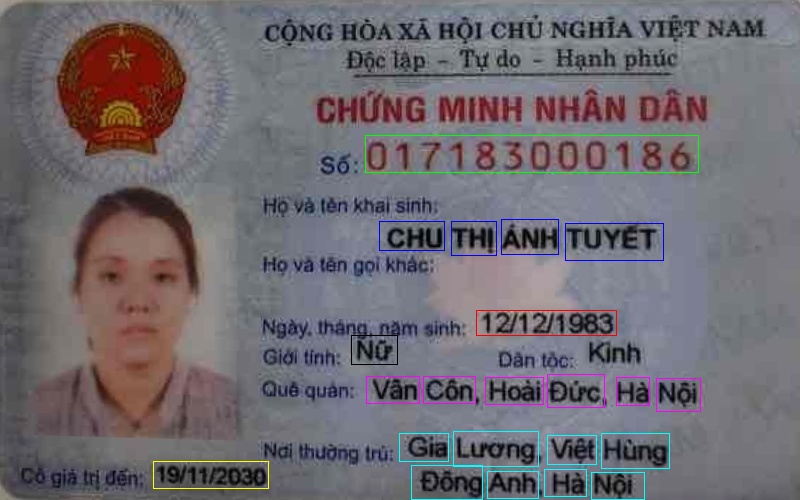 CỘNG HÒA XÃ HỘI CHỦ NGHĨA VIỆT NAM
Độc lập - Tự do - Hạnh phúc
CHỨNG MINH NHÂN DÂN
Số: 017183000186
Họ và tên khai sinh:
CHU THỊ ÁNH TUYẾT
Họ và tên gọi khác:
Ngày, tháng, năm sinh: 12/12/1983
Giới tính: Nữ Dân tộc: Kinh
Quê quán: Vân Côn, Hoài Đức, Hà Nội
Nơi thường trú: Gia Lương, Việt Hùng
Đông Anh, Hà Nội
Có giá trị đến: 19/11/2030